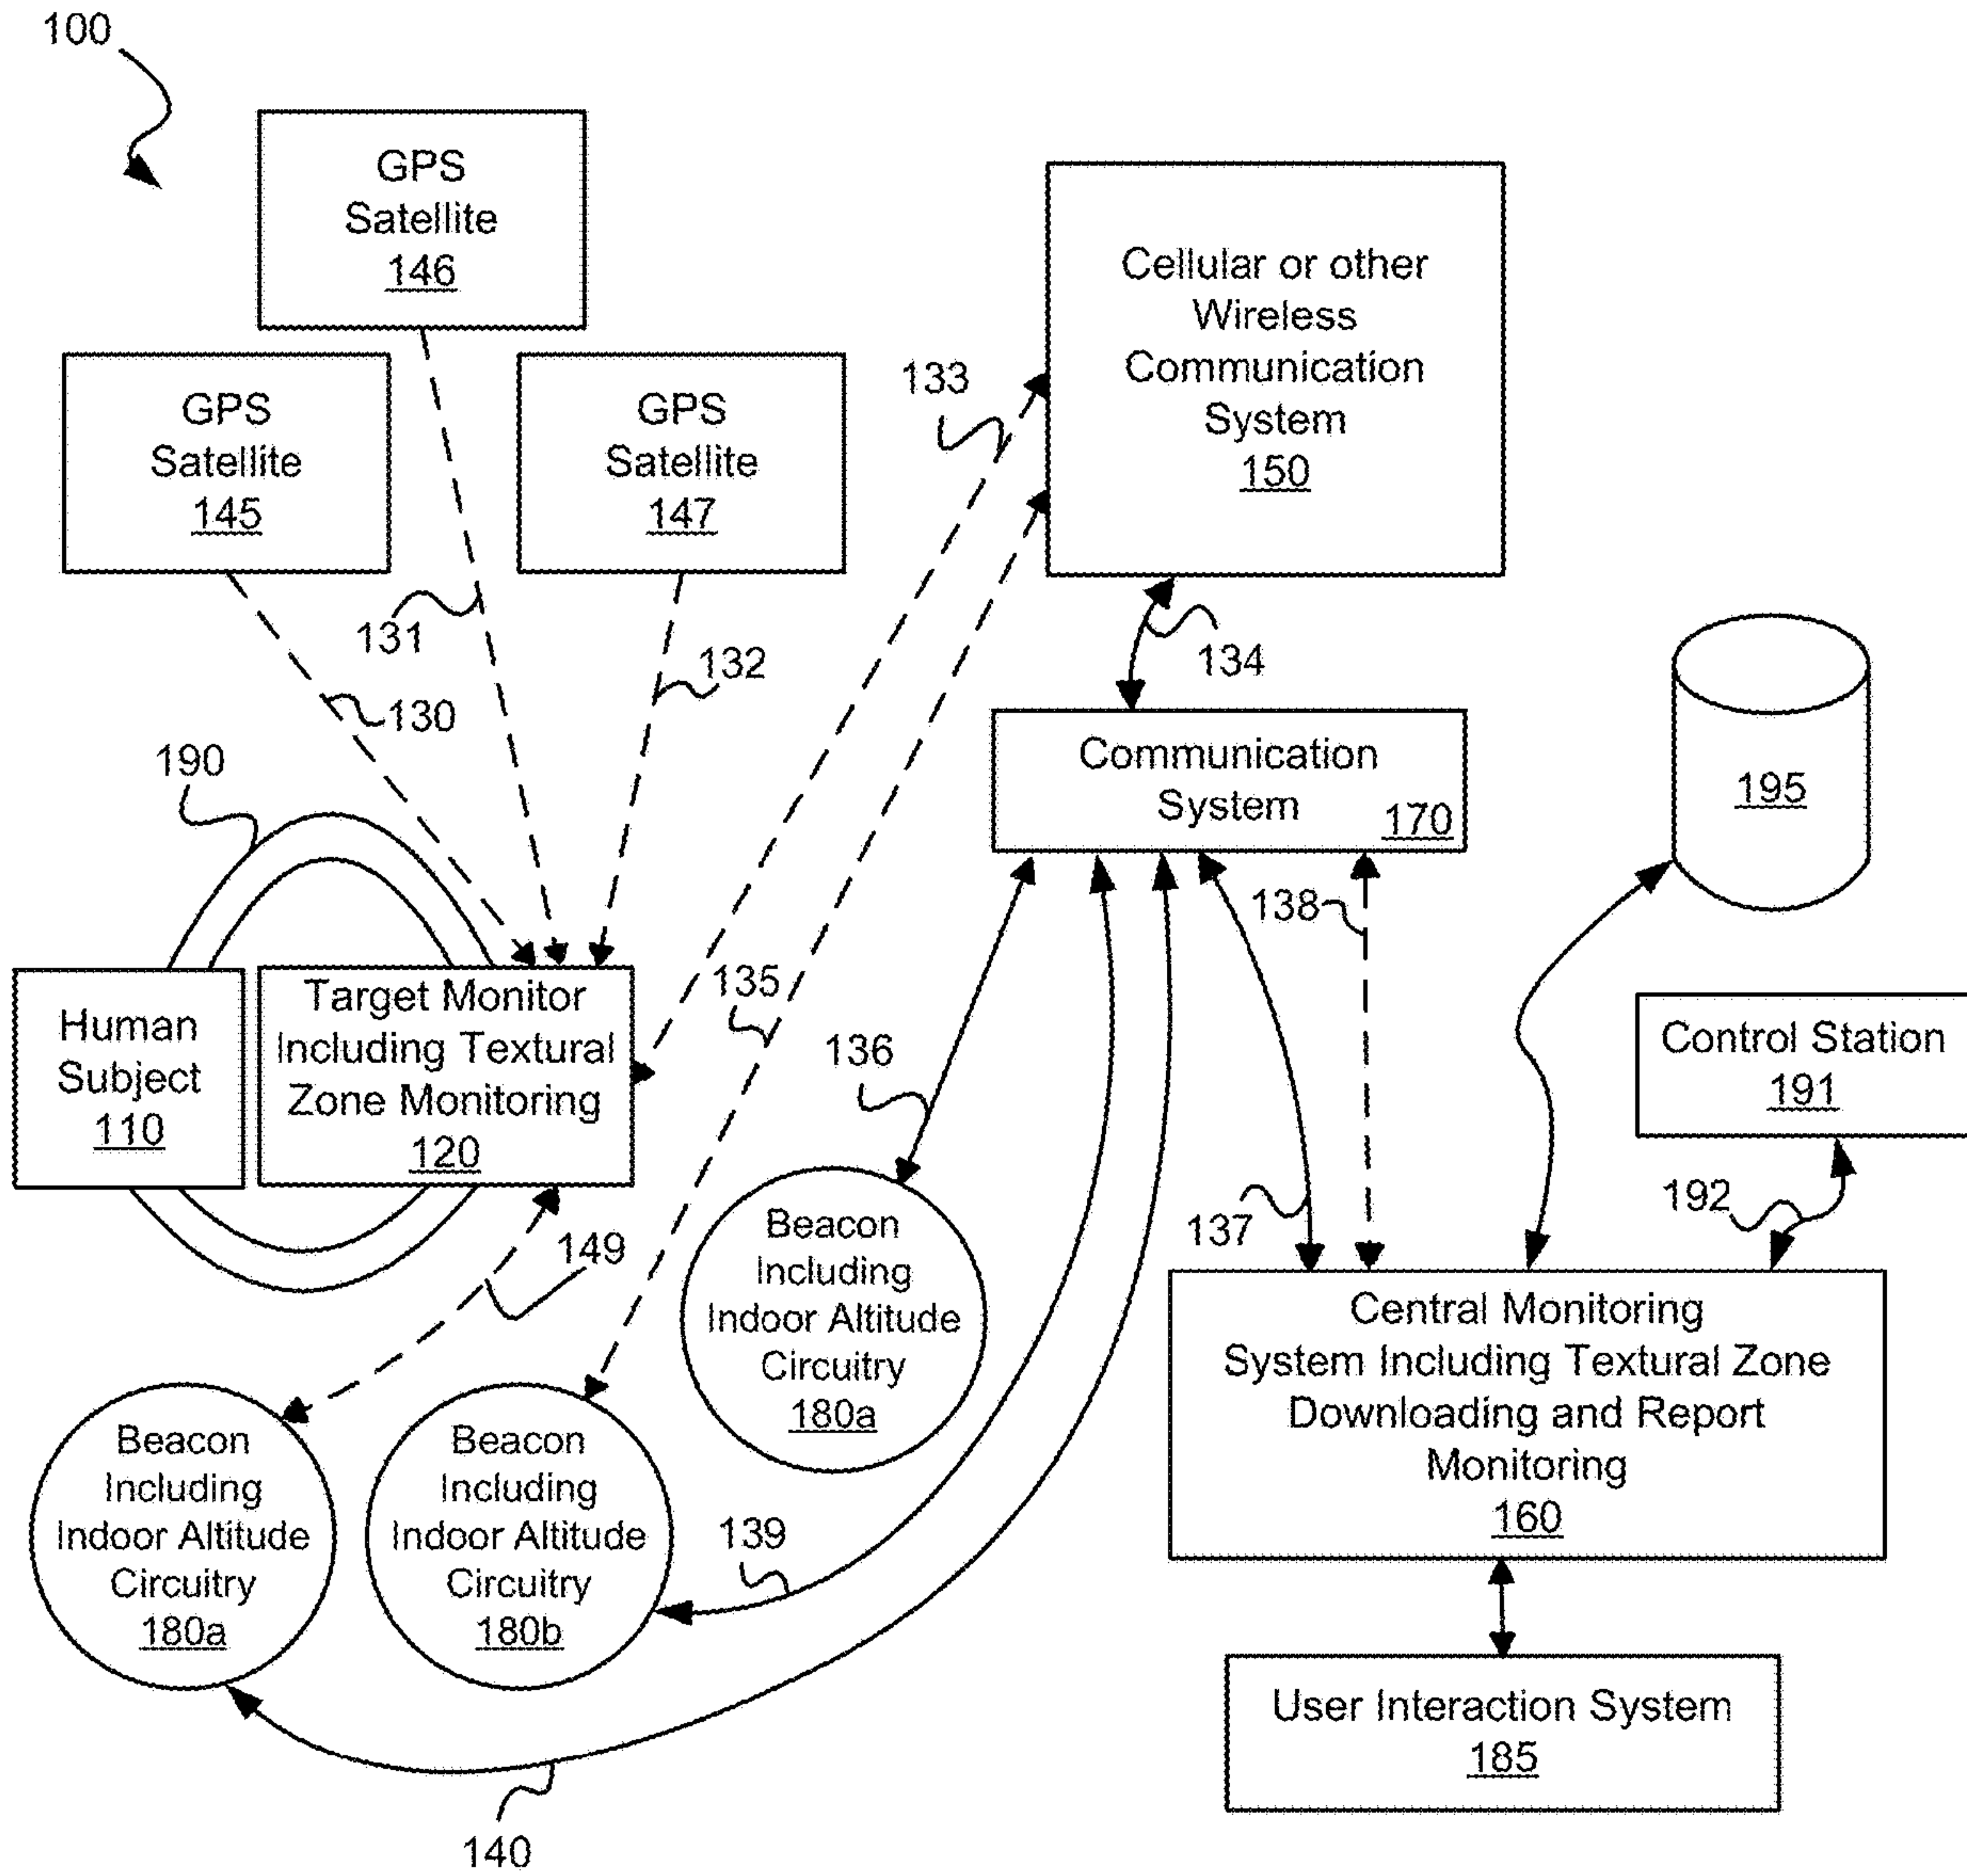 100
GPS
Satellite
146
GPS
Satellite
145
GPS
Satellite
147
Cellular or other
Wireless
Communication
System
150
133
131
132
130
134
190
Communication
System
170
195
138
135
Human
Subject
110
Target Monitor
Including Textural
Zone Monitoring
120
136
Control Station
191
192
137
149
Beacon
Including
Indoor Altitude
Circuitry
180a
Central Monitoring
System Including Textural Zone
Downloading and Report
Monitoring
160
Beacon
Including
Indoor Altitude
Circuitry
180a
Beacon
Including
Indoor Altitude
Circuitry
180b
139
User Interaction System
185
140